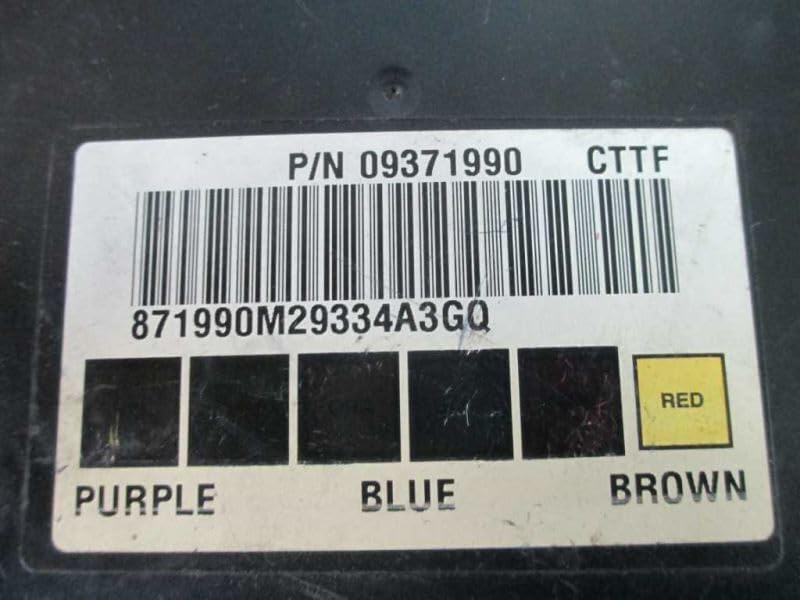 P/N 09371990 CTTF
871990M29334A3GQ
RED
PURPLE BLUE BROWN